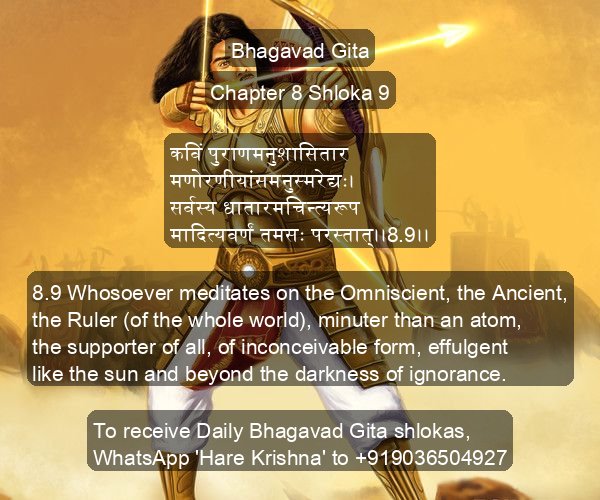 Bhagavad Gita
Chapter 8 Shloka 9
कविं पुराणमनुशासितार
मणोरणीयांसमनुस्मरेद्यः।
सर्वस्य धातारमचिन्त्यरूप
मादित्यवर्णं तमसः परस्तात्।।8.9।।
8.9 Whosoever meditates on the Omniscient, the Ancient,
the Ruler (of the whole world), minuter than an atom,
the supporter of all, of inconceivable form, effulgent
like the sun and beyond the darkness of ignorance.
To receive Daily Bhagavad Gita shlokas,
WhatsApp 'Hare Krishna' to +919036504927